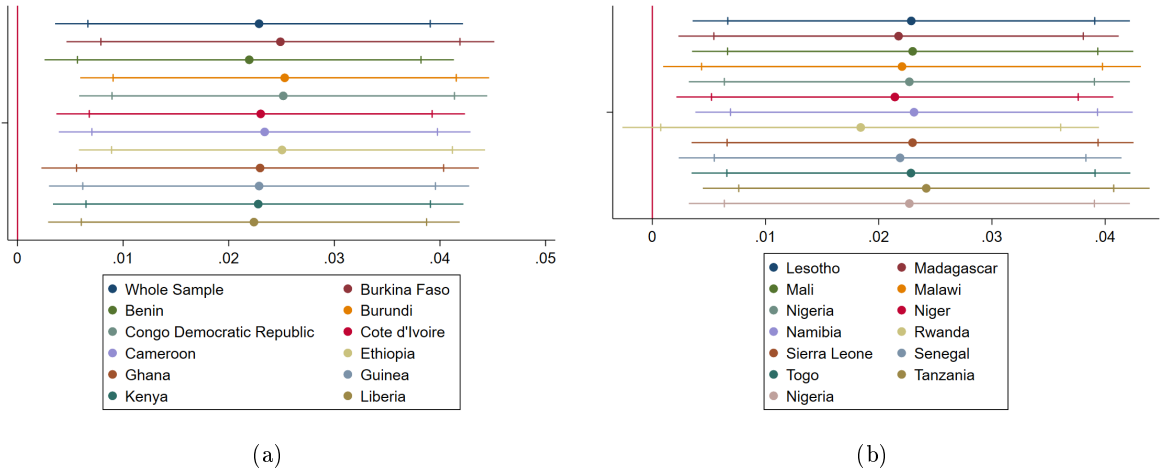 0 .01 .02 .03 .04 .05
Whole Sample Burkina Faso
Benin Burundi
Congo Democratic Republic Cote d'Ivoire
Cameroon Ethiopia
Ghana Guinea
Kenya Liberia
(a)
0 .01 .02 .03 .04
Lesotho Madagascar
Mali Malawi
Nigeria Niger
Namibia Rwanda
Sierra Leone Senegal
Togo Tanzania
Nigeria
(b)